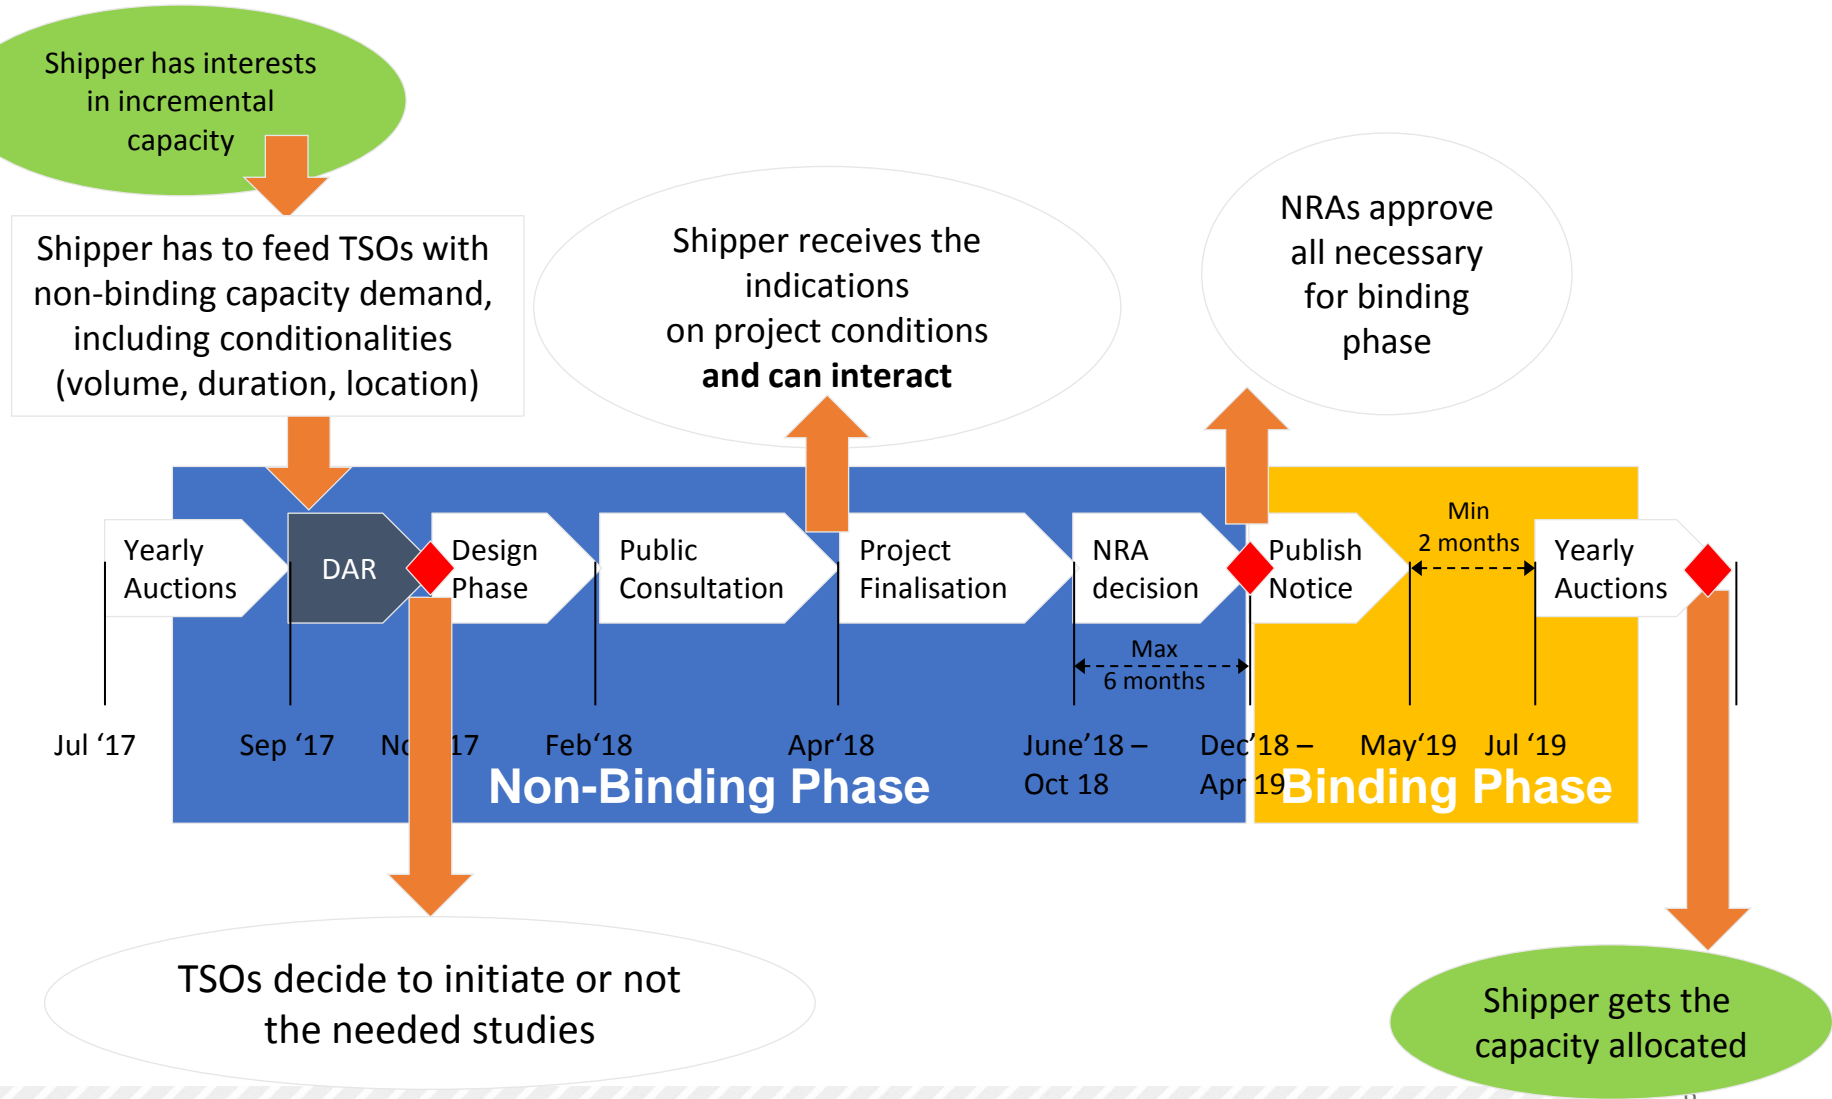 Shipper has interests
in incremental
capacity
Shipper has to feed TSOs with
non-binding capacity demand,
including conditionalities
(volume, duration, location)
Shipper receives the
indications
on project conditions
and can interact
NRAs approve
all necessary
for binding
phase
Yearly
Auctions
DAR
Design
Phase
Public
Consultation
Project
Finalisation
NRA
decision
Publish
Notice
Min
2 months
Yearly
Auctions
Max
6 months
Jul ‘17
Sep ‘17
17
Feb‘18
Apr‘18
June’18 –
Oct 18
Dec’18 –
Apr 19
May‘19
Jul ‘19
Non-Binding Phase
Binding Phase
TSOs decide to initiate or not
the needed studies
Shipper gets the
capacity allocated